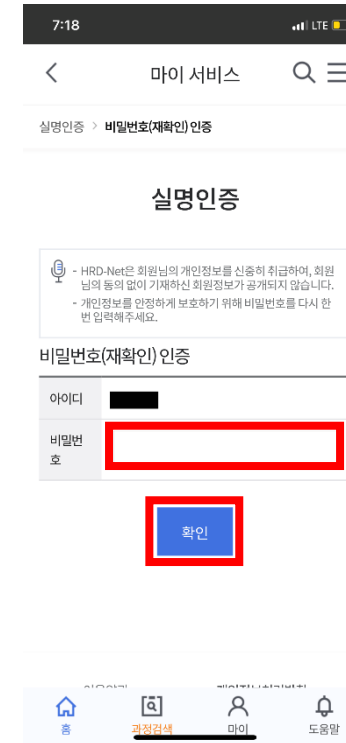 7:18 LTE
마이 서비스
실명인증 > 비밀번호(재확인) 인증
실명인증
- HRD-Net은 회원님의 개인정보를 신중히 취급하여, 회원
님의 동의 없이 기재하신 회원정보가 공개되지 않습니다.
- 개인정보를 안정하게 보호하기 위해 비밀번호를 다시 한
번 입력해주세요.
비밀번호(재확인) 인증
아이디
비밀번
호
확인
홈 과정검색 마이 도움말